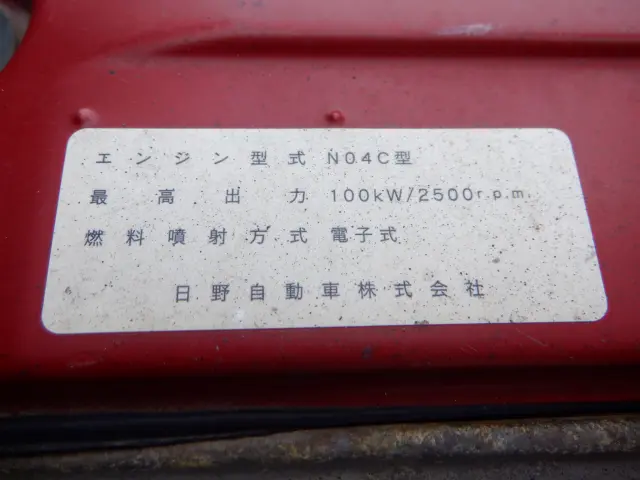 エンジン型式 N04C型
最高出力 100kW/2500r.p.m.
燃料噴射方式 電子式
日野自動車株式会社